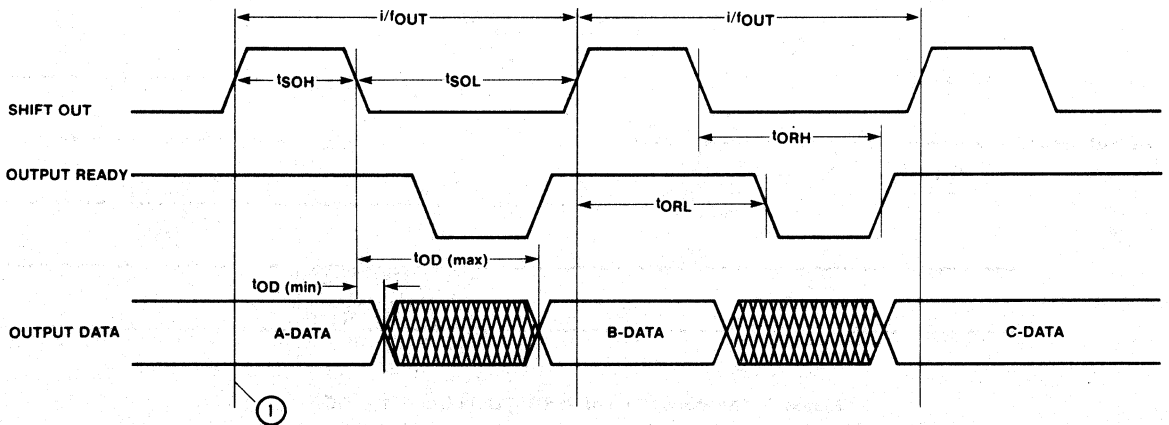 i/fOUT
i/fOUT
tSOH
tSOL
SHIFT OUT
tORH
OUTPUT READY
tORL
tOD (max)
tOD (min)
OUTPUT DATA
A-DATA
B-DATA
C-DATA
1